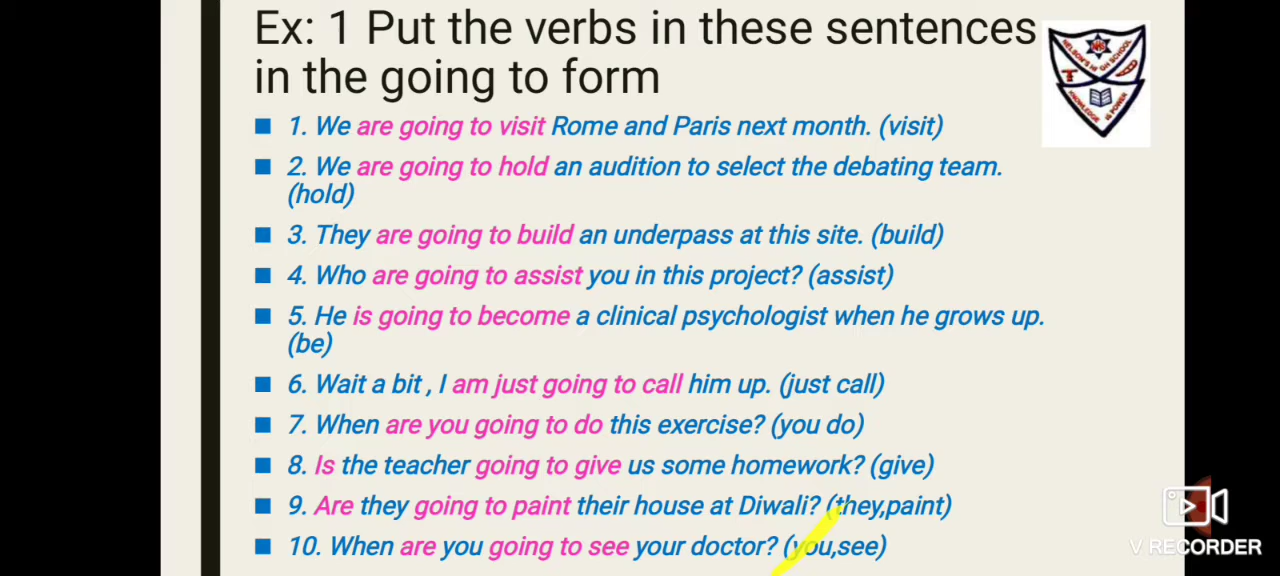 Ex: 1 Put the verbs in these sentences
in the going to form
NELSON'S HIGH SCHOOL
NHS
KNOWLEDGE IS POWER
1. We are going to visit Rome and Paris next month. (visit)
2. We are going to hold an audition to select the debating team.
(hold)
3. They are going to build an underpass at this site. (build)
4. Who are going to assist you in this project? (assist)
5. He is going to become a clinical psychologist when he grows up.
(be)
6. Wait a bit , I am just going to call him up. (just call)
7. When are you going to do this exercise? (you do)
8. Is the teacher going to give us some homework? (give)
9. Are they going to paint their house at Diwali? (they,paint)
10. When are you going to see your doctor? (you,see)
V RECORDER